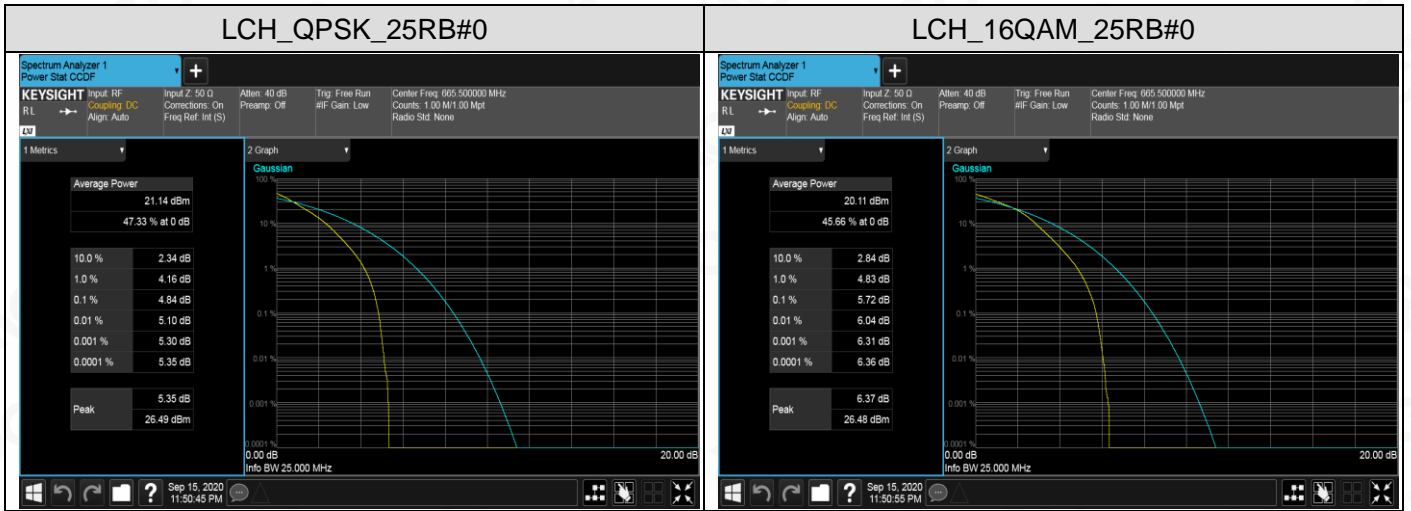 LCH_QPSK_25RB#0
Spectrum Analyzer 1
Power Stat CCDF
KEYSIGHT
RL
LXI
Input: RF
Coupling: DC
Align: Auto
Input Z: 50 Ω
Corrections: On
Freq Ref: Int (S)
Atten: 40 dB
Preamp: Off
Trig: Free Run
#IF Gain: Low
Center Freq: 665.500000 MHz
Counts: 1.00 M/1.00 Mpt
Radio Std: None
1 Metrics
Average Power
21.14 dBm
47.33 % at 0 dB
10.0 % 2.34 dB
1.0 % 4.16 dB
0.1 % 4.84 dB
0.01 % 5.10 dB
0.001 % 5.30 dB
0.0001 % 5.35 dB
Peak
5.35 dB
26.49 dBm
2 Graph
Gaussian
100 %
10 %
1 %
0.1 %
0.01 %
0.001 %
0.0001 %
0.00 dB
20.00 dB
Info BW 25.000 MHz
?
Sep 15, 2020
11:50:45 PM
LCH_16QAM_25RB#0
Spectrum Analyzer 1
Power Stat CCDF
KEYSIGHT
RL
LXI
Input: RF
Coupling: DC
Align: Auto
Input Z: 50 Ω
Corrections: On
Freq Ref: Int (S)
Atten: 40 dB
Preamp: Off
Trig: Free Run
#IF Gain: Low
Center Freq: 665.500000 MHz
Counts: 1.00 M/1.00 Mpt
Radio Std: None
1 Metrics
Average Power
20.11 dBm
45.66 % at 0 dB
10.0 % 2.84 dB
1.0 % 4.83 dB
0.1 % 5.72 dB
0.01 % 6.04 dB
0.001 % 6.31 dB
0.0001 % 6.36 dB
Peak
6.37 dB
26.48 dBm
2 Graph
Gaussian
100 %
10 %
1 %
0.1 %
0.01 %
0.001 %
0.0001 %
0.00 dB
20.00 dB
Info BW 25.000 MHz
?
Sep 15, 2020
11:50:55 PM